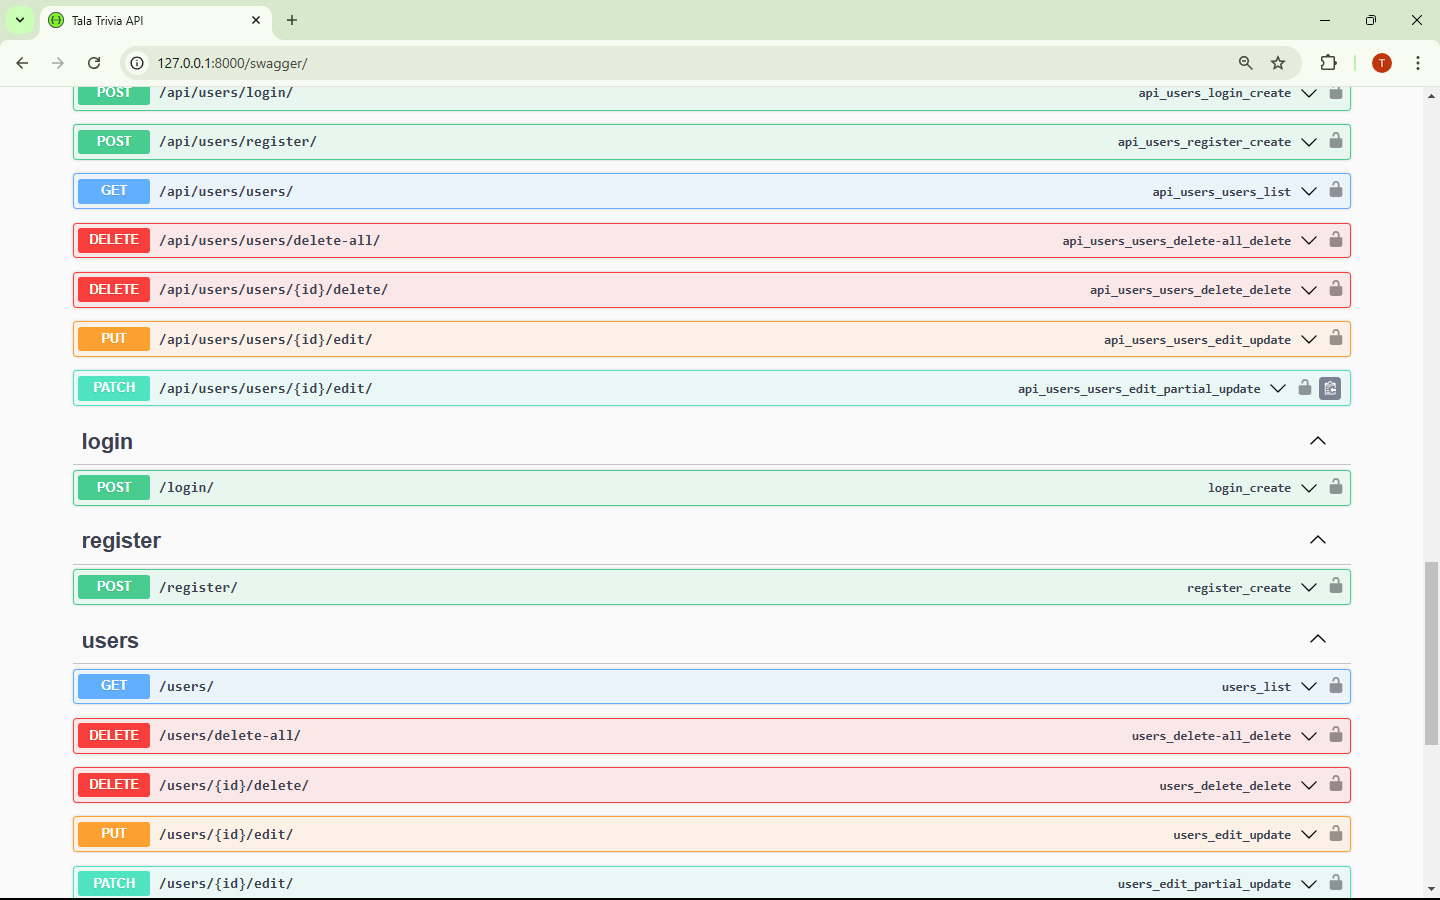 Tala Trivia API
127.0.0.1:8000/swagger/
T
POST /api/users/login/ api_users_login_create
POST /api/users/register/ api_users_register_create
GET /api/users/users/ api_users_users_list
DELETE /api/users/users/delete-all/ api_users_users_delete-all_delete
DELETE /api/users/users/{id}/delete/ api_users_users_delete_delete
PUT /api/users/users/{id}/edit/ api_users_users_edit_update
PATCH /api/users/users/{id}/edit/ api_users_users_edit_partial_update
login
POST /login/ login_create
register
POST /register/ register_create
users
GET /users/ users_list
DELETE /users/delete-all/ users_delete-all_delete
DELETE /users/{id}/delete/ users_delete_delete
PUT /users/{id}/edit/ users_edit_update
PATCH /users/{id}/edit/ users_edit_partial_update